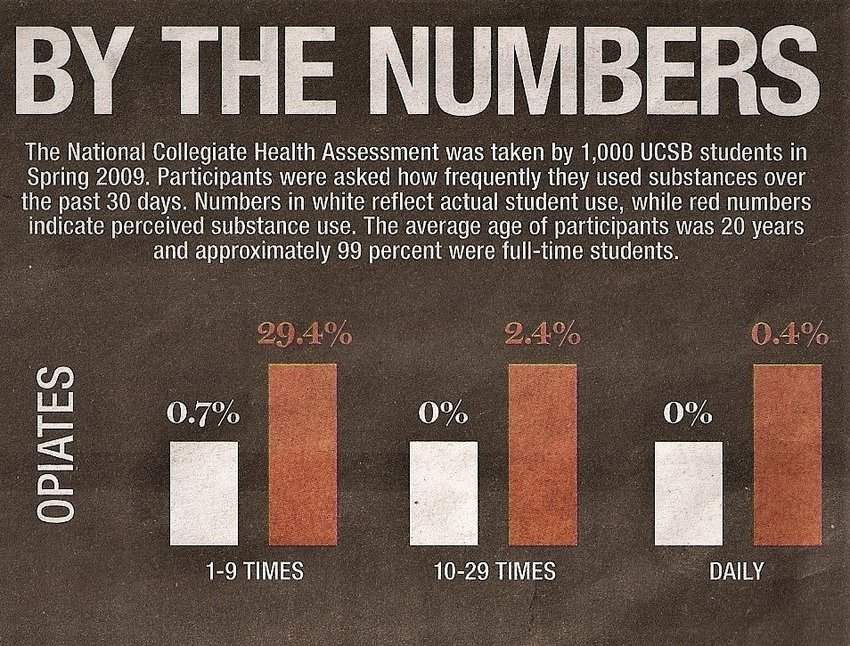 BY THE NUMBERS
The National Collegiate Health Assessment was taken by 1,000 UCSB students in
Spring 2009. Participants were asked how frequently they used substances over
the past 30 days. Numbers in white reflect actual student use, while red numbers
indicate perceived substance use. The average age of participants was 20 years
and approximately 99 percent were full-time students.
29.4% 2.4% 0.4%
0.7% 0% 0%
OPIATES
1-9 TIMES 10-29 TIMES DAILY